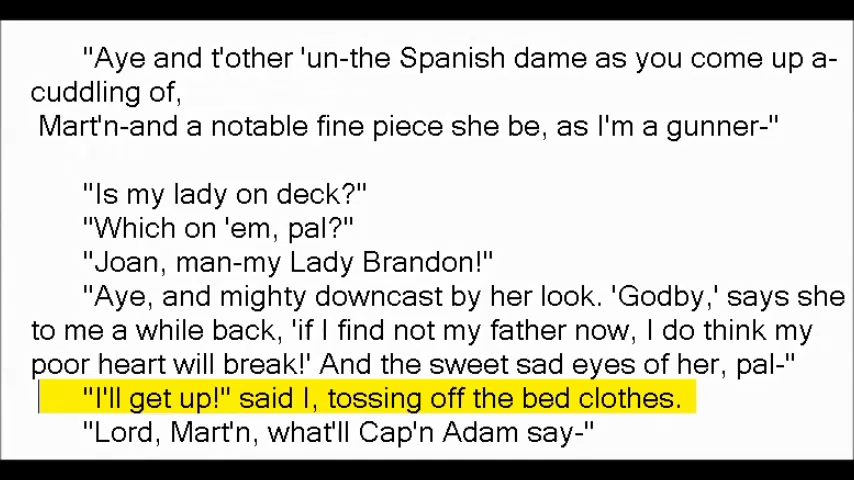 "Aye and t'other 'un-the Spanish dame as you come up a-
cuddling of,
Mart'n-and a notable fine piece she be, as I'm a gunner-"
"Is my lady on deck?"
"Which on 'em, pal?"
"Joan, man-my Lady Brandon!"
"Aye, and mighty downcast by her look. 'Godby,' says she
to me a while back, 'if I find not my father now, I do think my
poor heart will break!' And the sweet sad eyes of her, pal-"
"I'll get up!" said I, tossing off the bed clothes.
"Lord, Mart'n, what'll Cap'n Adam say-"